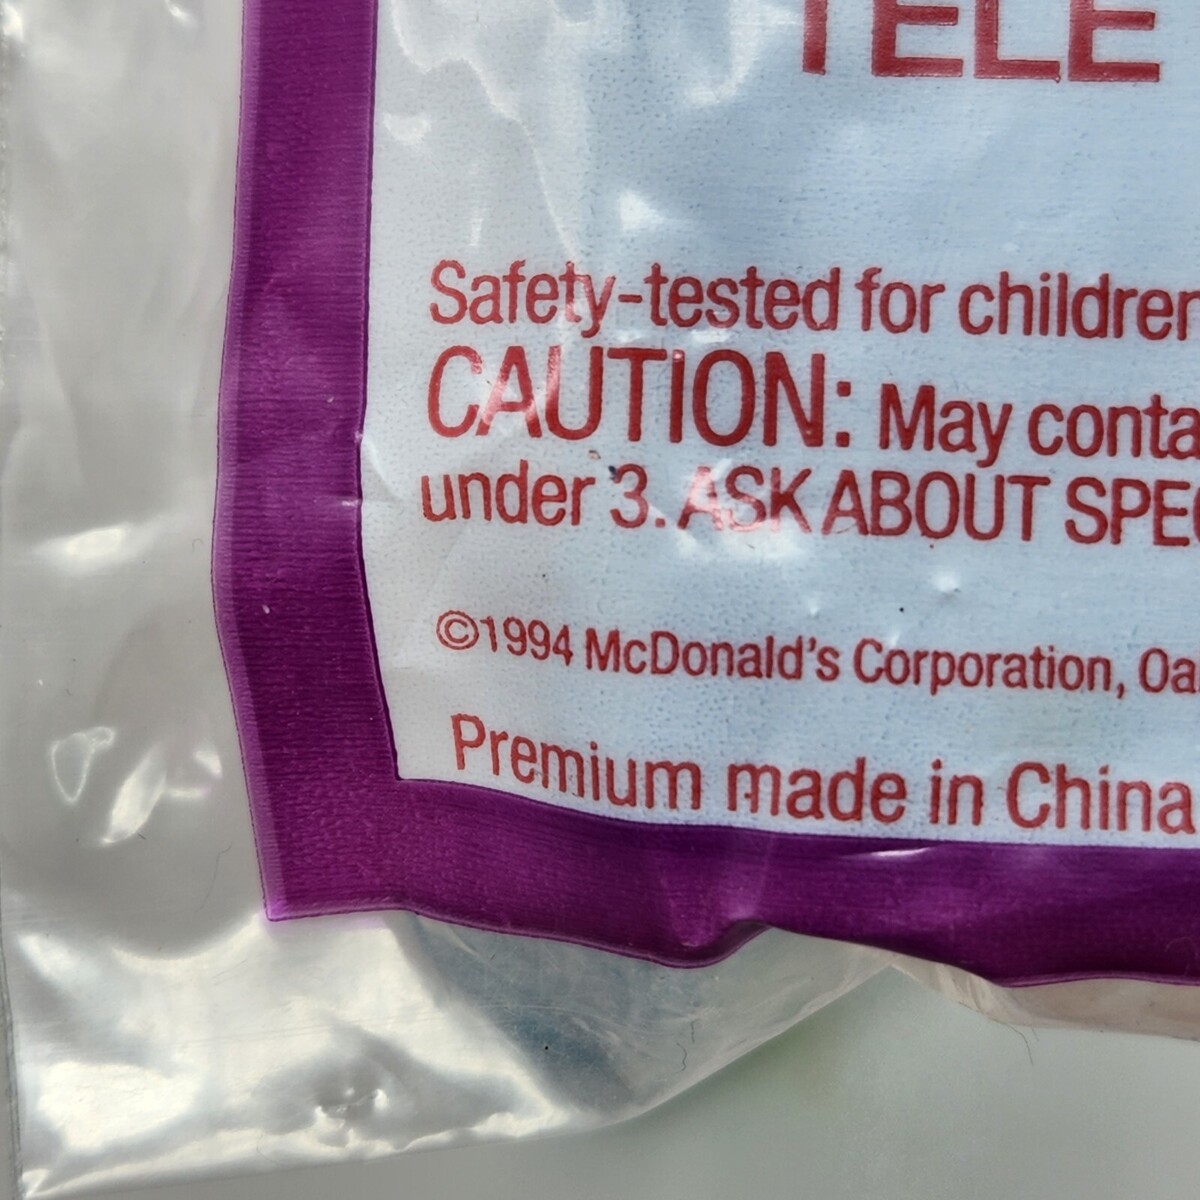 TELE
Safety-tested for children
CAUTION: May conta
under 3. ASK ABOUT SPEC
©1994 McDonald's Corporation, Oa
Premium made in China